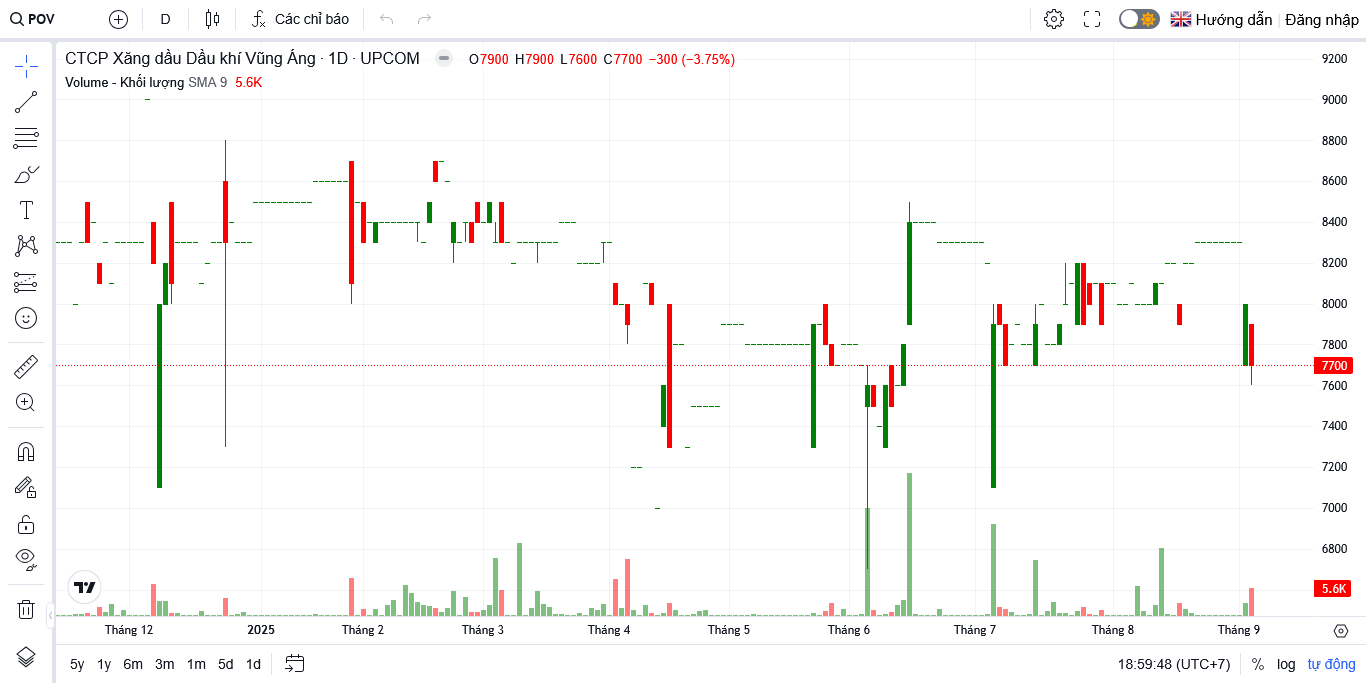 POV D Các chỉ báo Hướng dẫn Đăng nhập
CTCP Xăng dầu Dầu khí Vũng Áng · 1D · UPCOM O7900 H7900 L7600 C7700 −300 (−3.75%)
Volume - Khối lượng SMA 9 5.6K
9200
9000
8800
8600
8400
8200
8000
7800
7700
7600
7400
7200
7000
6800
5.6K
Tháng 12 2025 Tháng 2 Tháng 3 Tháng 4 Tháng 5 Tháng 6 Tháng 7 Tháng 8 Tháng 9
5y 1y 6m 3m 1m 5d 1d 18:59:48 (UTC+7) % log tự động